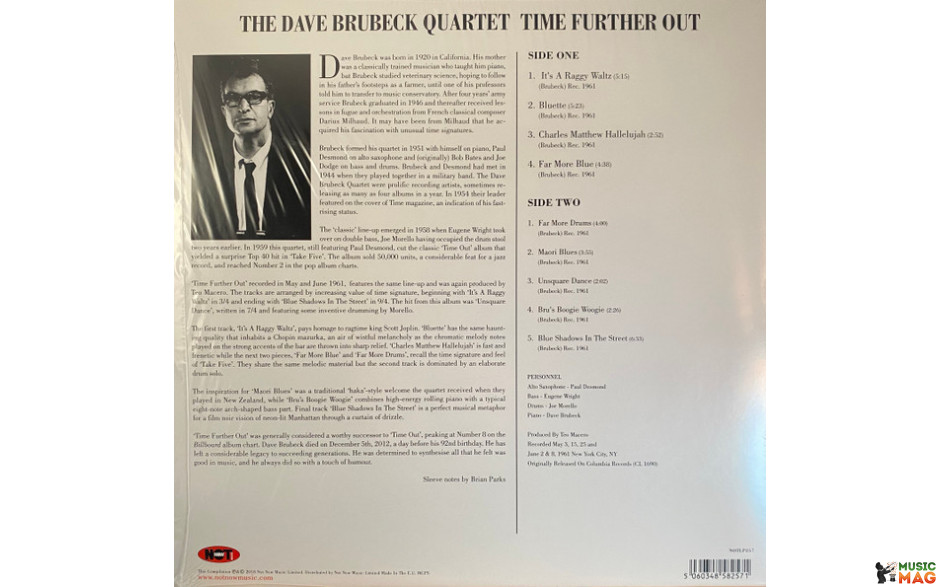 THE DAVE BRUBECK QUARTET TIME FURTHER OUT
Dave Brubeck was born in 1920 in California. His mother
was a classically trained musician who taught him piano,
but Brubeck studied veterinary science, hoping to follow
in his father's footsteps as a farmer, until one of his professors
told him to transfer to music conservatory. After four years' army
service Brubeck graduated in 1946 and thereafter received les-
sons in fugue and orchestration from French classical composer
Darius Milhaud. It may have been from Milhaud that he ac-
quired his fascination with unusual time signatures.
Brubeck formed his quartet in 1951 with himself on piano, Paul
Desmond on alto saxophone and (originally) Bob Bates and Joe
Dodge on bass and drums. Brubeck and Desmond had met in
1944 when they played together in a military band. The Dave
Brubeck Quartet were prolific recording artists, sometimes re-
leasing as many as four albums in a year. In 1954 their leader
featured on the cover of Time magazine, an indication of his fast-
rising status.
The 'classic' line-up emerged in 1958 when Eugene Wright took
over on double bass, Joe Morello having occupied the drum stool
two years earlier. In 1959 this quartet, still featuring Paul Desmond, cut the classic 'Time Out' album that
yielded a surprise Top 40 hit in 'Take Five'. The album sold 50,000 units, a considerable feat for a jazz
record, and reached Number 2 in the pop album charts.
'Time Further Out' recorded in May and June 1961, features the same line-up and was again produced by
Teo Macero. The tracks are arranged by increasing value of time signature, beginning with 'It's A Raggy
Waltz' in 3/4 and ending with 'Blue Shadows In The Street' in 9/4. The hit from this album was 'Unsquare
Dance', written in 7/4 and featuring some inventive drumming by Morello.
The first track, 'It's A Raggy Waltz', pays homage to ragtime king Scott Joplin. 'Bluette' has the same haunt-
ing quality that inhabits a Chopin mazurka, an air of wistful melancholy as the chromatic melody notes
played on the strong accents of the bar are thrown into sharp relief. 'Charles Matthew Hallelujah' is fast and
frenetic while the next two pieces, 'Far More Blue' and 'Far More Drums', recall the time signature and feel
of 'Take Five'. They share the same melodic material but the second track is dominated by an elaborate
drum solo.
The inspiration for 'Maori Blues' was a traditional 'haka'-style welcome the quartet received when they
played in New Zealand, while 'Bru's Boogie Woogie' combines high-energy rolling piano with a typical
eight-note arch-shaped bass part. Final track 'Blue Shadows In The Street' is a perfect musical metaphor
for a film noir vision of neon-lit Manhattan through a curtain of drizzle.
'Time Further Out' was generally considered a worthy successor to 'Time Out', peaking at Number 8 on the
Billboard album chart. Dave Brubeck died on December 5th, 2012, a day before his 92nd birthday. He has
left a considerable legacy to succeeding generations. He was determined to synthesise all that he felt was
good in music, and he always did so with a touch of humour.
Sleeve notes by Brian Parks
SIDE ONE
1. It's A Raggy Waltz (5:15)
(Brubeck) Rec. 1961
2. Bluette (5:23)
(Brubeck) Rec. 1961
3. Charles Matthew Hallelujah (2:52)
(Brubeck) Rec. 1961
4. Far More Blue (4:38)
(Brubeck) Rec. 1961
SIDE TWO
1. Far More Drums (4:00)
(Brubeck) Rec. 1961
2. Maori Blues (3:55)
(Brubeck) Rec. 1961
3. Unsquare Dance (2:02)
(Brubeck) Rec. 1961
4. Bru's Boogie Woogie (2:26)
(Brubeck) Rec. 1961
5. Blue Shadows In The Street (6:35)
(Brubeck) Rec. 1961
PERSONNEL
Alto Saxophone - Paul Desmond
Bass - Eugene Wright
Drums - Joe Morello
Piano - Dave Brubeck
Produced By Teo Macero
Recorded May 3, 15, 25 and
June 2 & 8, 1961 New York City, NY
Originally Released On Columbia Records (CL 1690)
NOT
The Compilation Not Now Music Limited. Distributed by Not Now Music Limited Made In The E.U. MCPS
www.notnowmusic.com
5 060348 582571
MUSIC
MAG